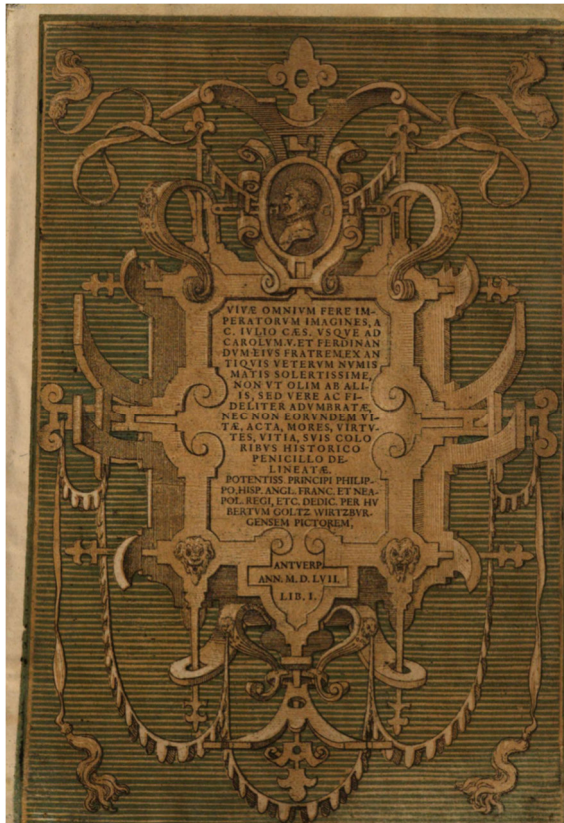 VIVÆ OMNIVM FERE IM-
PERATORVM IMAGINES, A
C. IVLIO CÆS. VSQVE AD
CAROLVM.V. ET FERDINAN
DVM EIVS FRATREM, EX AN
TIQVIS VETERVM NVMIS
MATIS SOLERTISSIME,
NON VT OLIM AB ALI-
IS, SED VERE AC FI-
DELITER ADVMBRATÆ,
NEC NON EORVNDEM VI-
TÆ, ACTA, MORES, VIRTV-
TES, VITIA, SVIS COLO
RIBVS HISTORICO
PENICILLO DE-
LINEATÆ.
POTENTISS. PRINCIPI PHILIP-
PO, HISP. ANGL. FRANC. ET NEA-
POL. REGI, ETC. DEDIC. PER HV
BERTVM GOLTZ WIRTZBVR-
GENSEM PICTOREM,
ANTVERP.
ANN. M. D. LVII.
LIB. I.